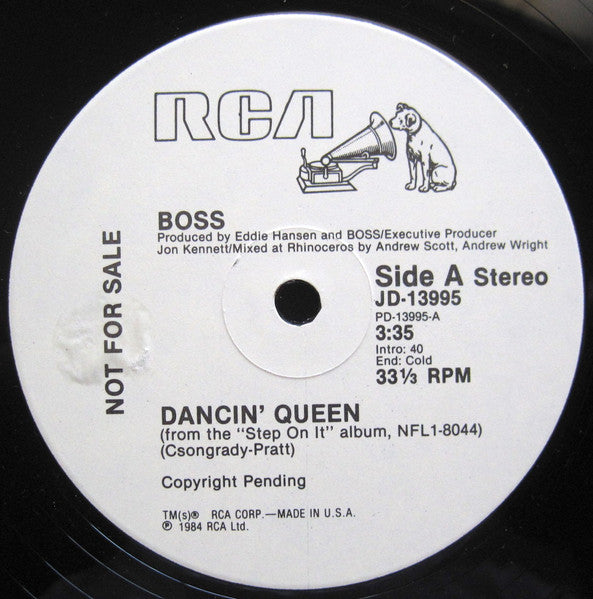 RCA
BOSS
Produced by Eddie Hansen and BOSS/Executive Producer
Jon Kennett/Mixed at Rhinoceros by Andrew Scott, Andrew Wright
NOT FOR SALE
Side A Stereo
JD-13995
PD-13995-A
3:35
Intro: 40
End: Cold
33⅓ RPM
DANCIN' QUEEN
(from the "Step On It" album, NFL1-8044)
(Csongrady-Pratt)
Copyright Pending
TM(s)® RCA CORP.—MADE IN U.S.A.
℗ 1984 RCA Ltd.